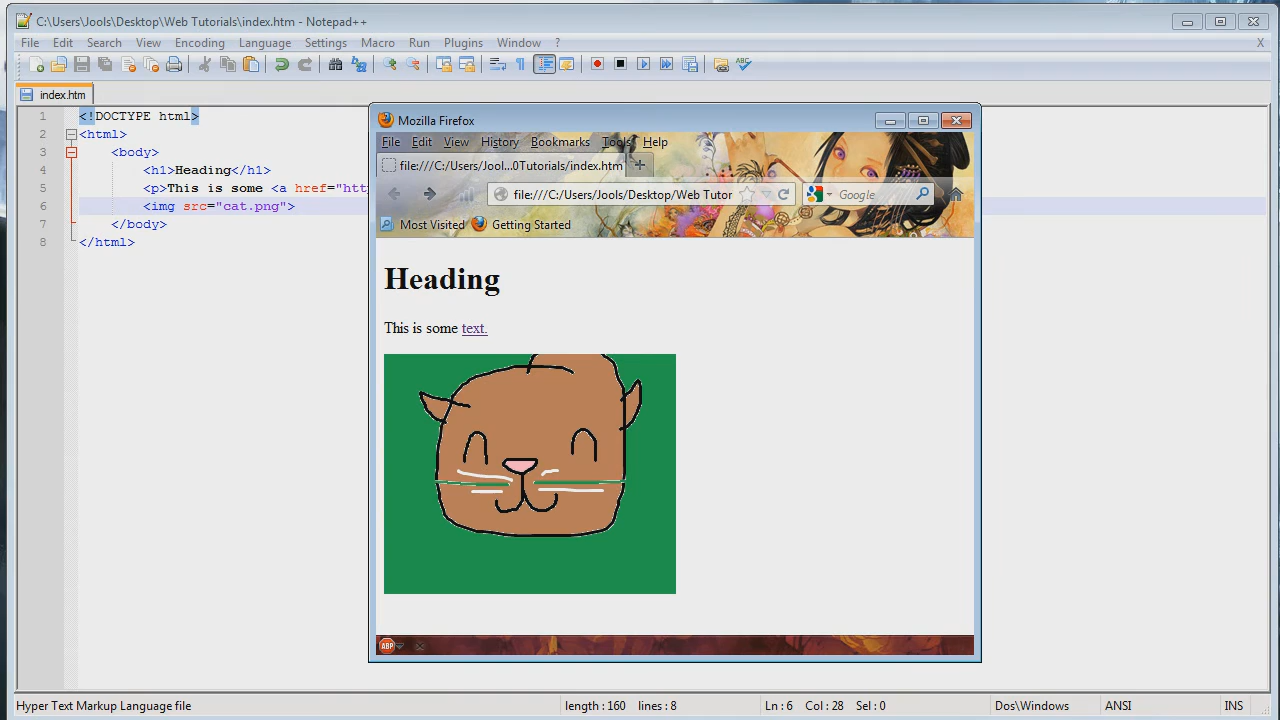 C:\Users\Jools\Desktop\Web Tutorials\index.htm - Notepad++
File Edit Search View Encoding Language Settings Macro Run Plugins Window ? X
index.htm
1 <!DOCTYPE html>
2 <html>
3 <body>
4 <h1>Heading</h1>
5 <p>This is some <a href="htt
6 <img src="cat.png">
7 </body>
8 </html>
Mozilla Firefox
File Edit View History Bookmarks Tools Help
file:///C:/Users/Jool...0Tutorials/index.htm
file:///C:/Users/Jools/Desktop/Web Tutor Google
Most Visited Getting Started
Heading
This is some text.
ABP
Hyper Text Markup Language file length : 160 lines : 8 Ln : 6 Col : 28 Sel : 0 Dos\Windows ANSI INS